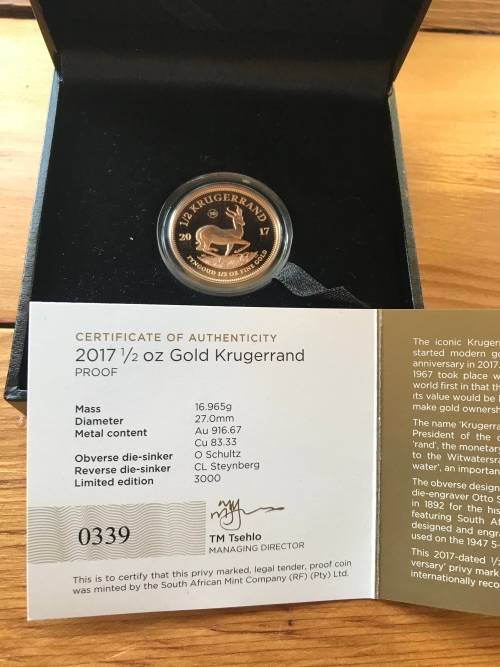 1/2 KRUGERRAND
20 17
FYNGOUD 1/2 OZ FINE GOLD
CERTIFICATE OF AUTHENTICITY
2017 ½ oz Gold Krugerrand
PROOF
Mass 16.965g
Diameter 27.0mm
Metal content Au 916.67
Cu 83.33
Obverse die-sinker O Schultz
Reverse die-sinker CL Steynberg
Limited edition 3000
0339
TM Tsehlo
MANAGING DIRECTOR
This is to certify that this privy marked, legal tender, proof coin
was minted by the South African Mint Company (RF) (Pty) Ltd.
The iconic Kruger
started modern go
anniversary in 2017.
1967 took place w
world first in that th
its value would be
make gold ownersh
The name 'Krugerra
President of the
'rand', the monetary
to the Witwatersra
water', an important
The obverse design
die-engraver Otto S
in 1892 for the his
featuring South Af
designed and engra
used on the 1947 5-
This 2017-dated 1/
versary' privy mark
internationally reco